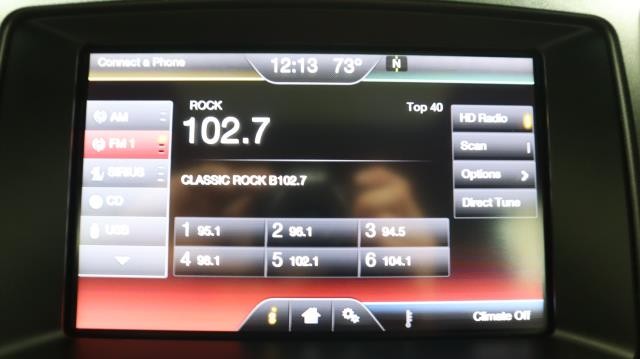 Connect a Phone 12:13 73° N
ROCK Top 40
102.7
CLASSIC ROCK B102.7
AM
FM 1
SIRIUS
CD
USB
HD Radio
Scan
Options
Direct Tune
1 95.1 2 96.1 3 94.5
4 98.1 5 102.1 6 104.1
Climate Off